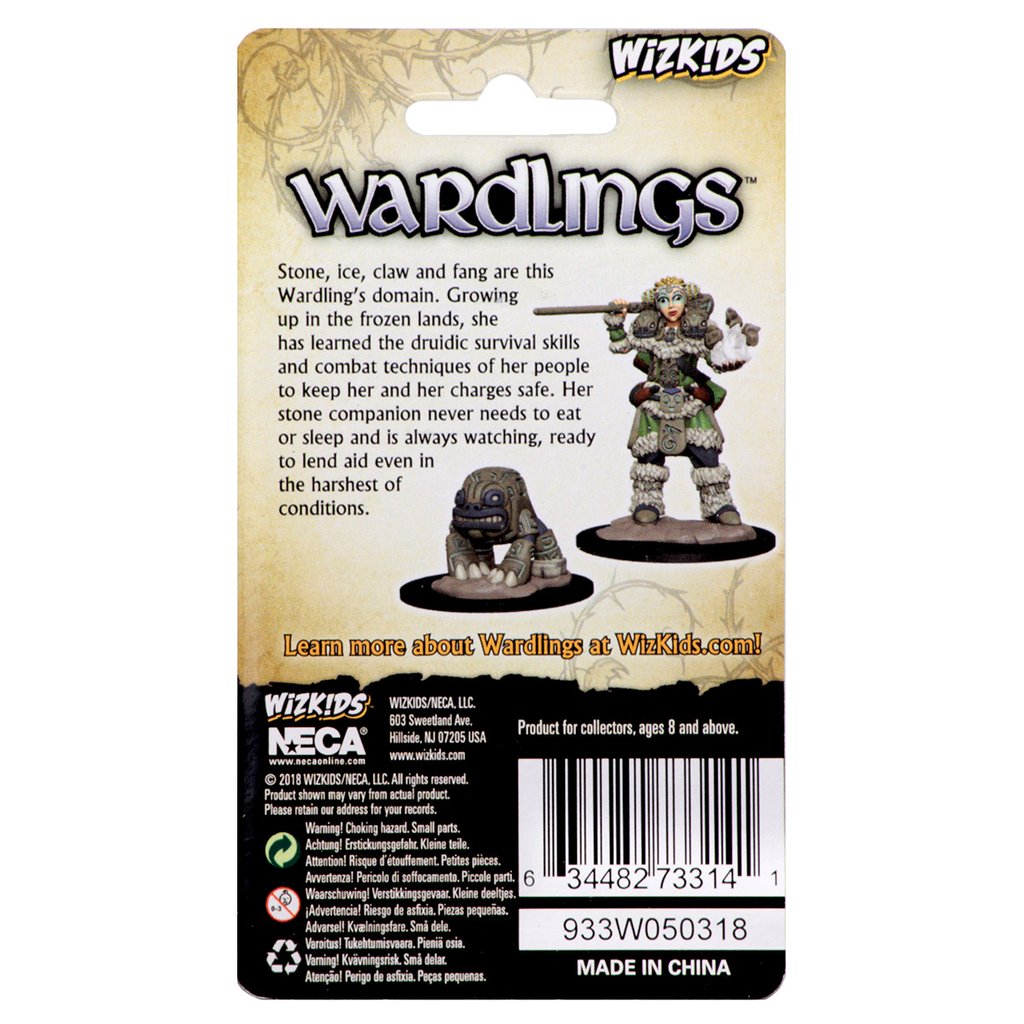 WIZK!DS
WARDLINGS™
Stone, ice, claw and fang are this
Wardling's domain. Growing
up in the frozen lands, she
has learned the druidic survival skills
and combat techniques of her people
to keep her and her charges safe. Her
stone companion never needs to eat
or sleep and is always watching, ready
to lend aid even in
the harshest of
conditions.
Learn more about Wardlings at WizKids.com!
WIZK!DS
NECA®
www.necaonline.com
WIZKIDS/NECA, LLC.
603 Sweetland Ave,
Hillside, NJ 07205 USA
www.wizkids.com
Product for collectors, ages 8 and above.
© 2018 WIZKIDS/NECA, LLC. All rights reserved.
Product shown may vary from actual product.
Please retain our address for your records.
Warning! Choking hazard. Small parts.
Achtung! Erstickungsgefahr. Kleine teile.
Attention! Risque d'étouffement. Petites pièces.
Avvertenza! Pericolo di soffocamento. Piccole parti.
Waarschuwing! Verstikkingsgevaar. Kleine deeltjes.
¡Advertencia! Riesgo de asfixia. Piezas pequeñas.
Advarsel! Kvælningsfare. Små dele.
Varoitus! Tukehtumisvaara. Pieniä osia.
Varning! Kvävningsrisk. Små delar.
Atenção! Perigo de asfixia. Peças pequenas.
0-3
6 34482 73314 1
933W050318
MADE IN CHINA